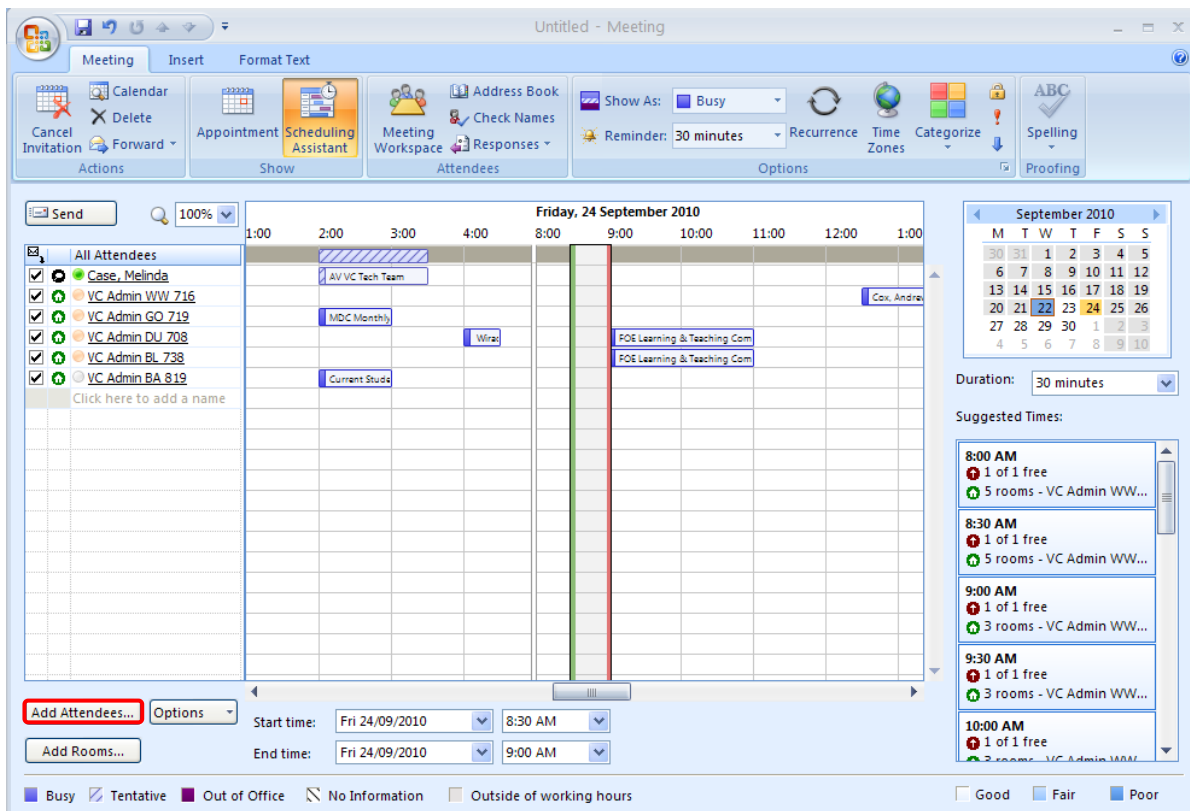 Untitled - Meeting
Meeting Insert Format Text
Cancel Invitation
Calendar
Delete
Forward
Actions
Appointment
Scheduling Assistant
Show
Meeting Workspace
Address Book
Check Names
Responses
Attendees
Show As: Busy
Reminder: 30 minutes
Recurrence
Time Zones
Categorize
Options
ABC
Spelling
Proofing
Send
100%
Friday, 24 September 2010
1:00 2:00 3:00 4:00 8:00 9:00 10:00 11:00 12:00 1:00
All Attendees
Case, Melinda
AV VC Tech Team
VC Admin WW 716
Cox, Andrew
VC Admin GO 719
MDC Monthly
VC Admin DU 708
Wirac
FOE Learning & Teaching Com
VC Admin BL 738
FOE Learning & Teaching Com
VC Admin BA 819
Current Stude
Click here to add a name
September 2010
M T W T F S S
30 31 1 2 3 4 5
6 7 8 9 10 11 12
13 14 15 16 17 18 19
20 21 22 23 24 25 26
27 28 29 30 1 2 3
4 5 6 7 8 9 10
Duration: 30 minutes
Suggested Times:
8:00 AM
1 of 1 free
5 rooms - VC Admin WW...
8:30 AM
1 of 1 free
5 rooms - VC Admin WW...
9:00 AM
1 of 1 free
3 rooms - VC Admin WW...
9:30 AM
1 of 1 free
3 rooms - VC Admin WW...
10:00 AM
1 of 1 free
3 rooms - VC Admin WW...
Add Attendees... Options
Add Rooms...
Start time: Fri 24/09/2010 8:30 AM
End time: Fri 24/09/2010 9:00 AM
Busy Tentative Out of Office No Information Outside of working hours
Good Fair Poor